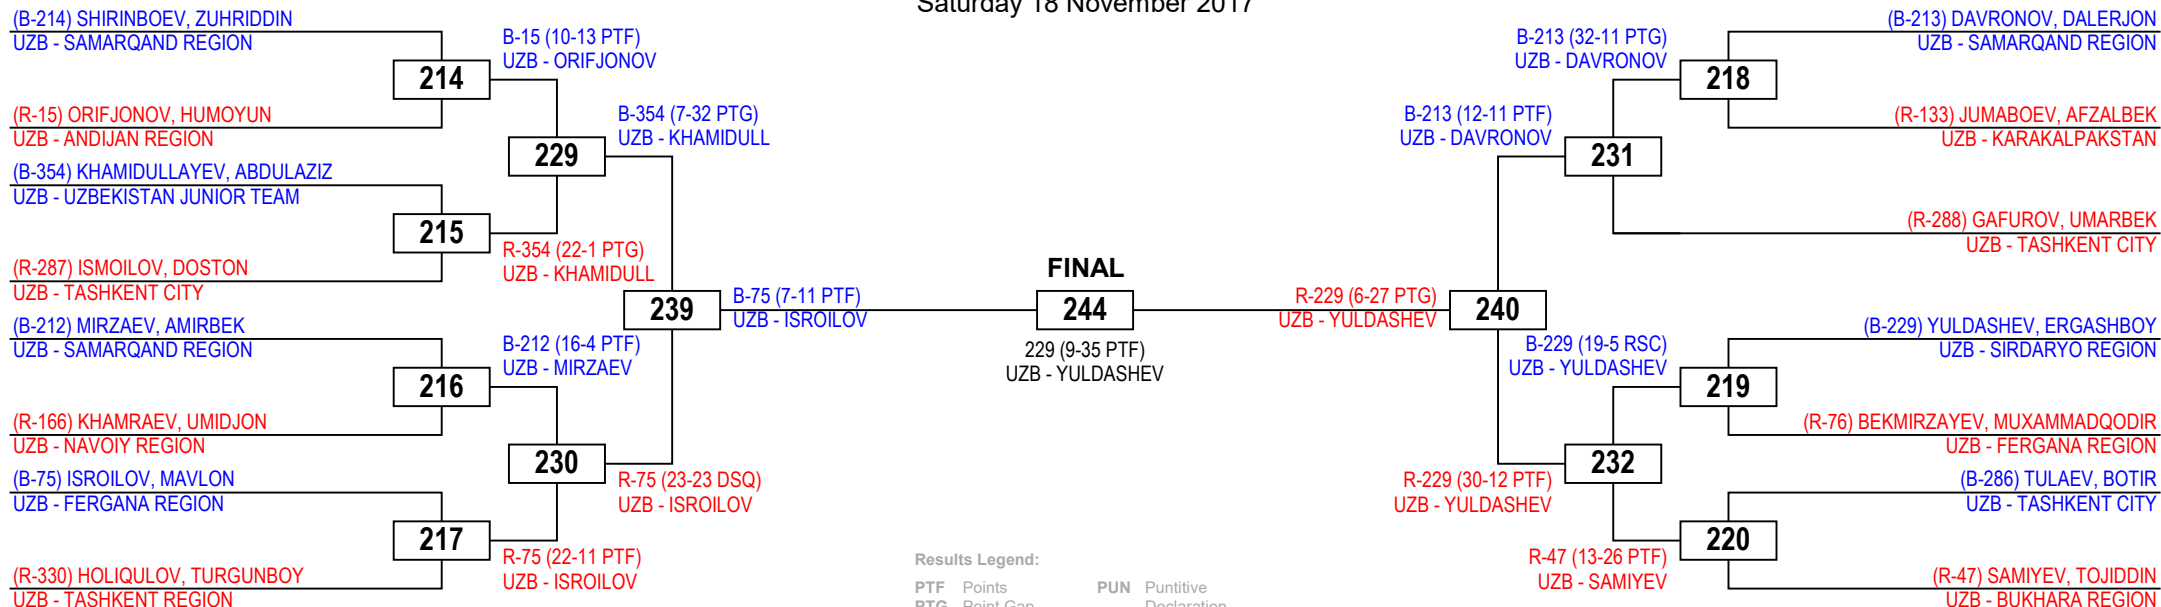 Saturday 18 November 2017
(B-214) SHIRINBOEV, ZUHRIDDIN
UZB - SAMARQAND REGION
214
(R-15) ORIFJONOV, HUMOYUN
UZB - ANDIJAN REGION
B-15 (10-13 PTF)
UZB - ORIFJONOV
229
B-354 (7-32 PTG)
UZB - KHAMIDULL
(B-354) KHAMIDULLAYEV, ABDULAZIZ
UZB - UZBEKISTAN JUNIOR TEAM
215
(R-287) ISMOILOV, DOSTON
UZB - TASHKENT CITY
R-354 (22-1 PTG)
UZB - KHAMIDULL
239
B-75 (7-11 PTF)
UZB - ISROILOV
(B-212) MIRZAEV, AMIRBEK
UZB - SAMARQAND REGION
216
(R-166) KHAMRAEV, UMIDJON
UZB - NAVOIY REGION
B-212 (16-4 PTF)
UZB - MIRZAEV
230
R-75 (23-23 DSQ)
UZB - ISROILOV
(B-75) ISROILOV, MAVLON
UZB - FERGANA REGION
217
(R-330) HOLIQULOV, TURGUNBOY
UZB - TASHKENT REGION
R-75 (22-11 PTF)
UZB - ISROILOV
FINAL
244
229 (9-35 PTF)
UZB - YULDASHEV
(B-213) DAVRONOV, DALERJON
UZB - SAMARQAND REGION
218
(R-133) JUMABOEV, AFZALBEK
UZB - KARAKALPAKSTAN
B-213 (32-11 PTG)
UZB - DAVRONOV
231
B-213 (12-11 PTF)
UZB - DAVRONOV
(R-288) GAFUROV, UMARBEK
UZB - TASHKENT CITY
240
R-229 (6-27 PTG)
UZB - YULDASHEV
(B-229) YULDASHEV, ERGASHBOY
UZB - SIRDARYO REGION
219
(R-76) BEKMIRZAYEV, MUXAMMADQODIR
UZB - FERGANA REGION
B-229 (19-5 RSC)
UZB - YULDASHEV
232
R-229 (30-12 PTF)
UZB - YULDASHEV
(B-286) TULAEV, BOTIR
UZB - TASHKENT CITY
220
(R-47) SAMIYEV, TOJIDDIN
UZB - BUKHARA REGION
R-47 (13-26 PTF)
UZB - SAMIYEV
Results Legend:
PTF Points PUN Puntitive
PTG Point Gap Declaration